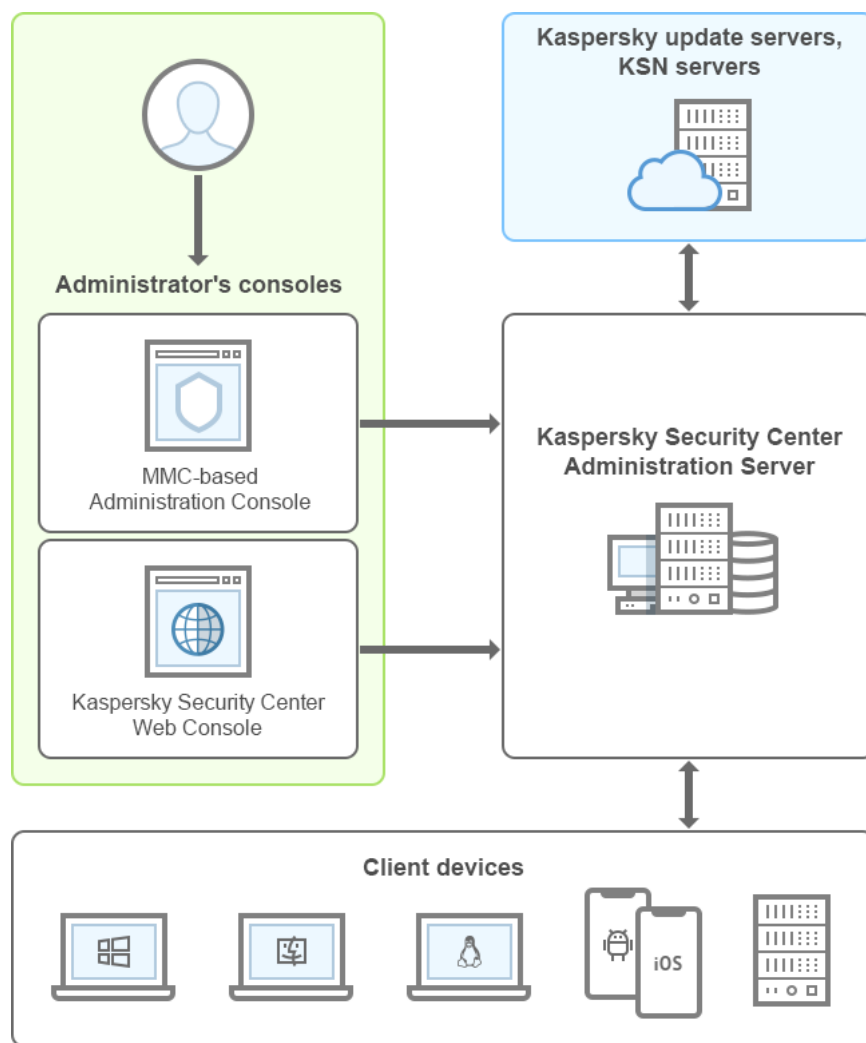 Kaspersky update servers,
KSN servers
Administrator's consoles
MMC-based
Administration Console
Kaspersky Security Center
Web Console
Kaspersky Security Center
Administration Server
Client devices
iOS